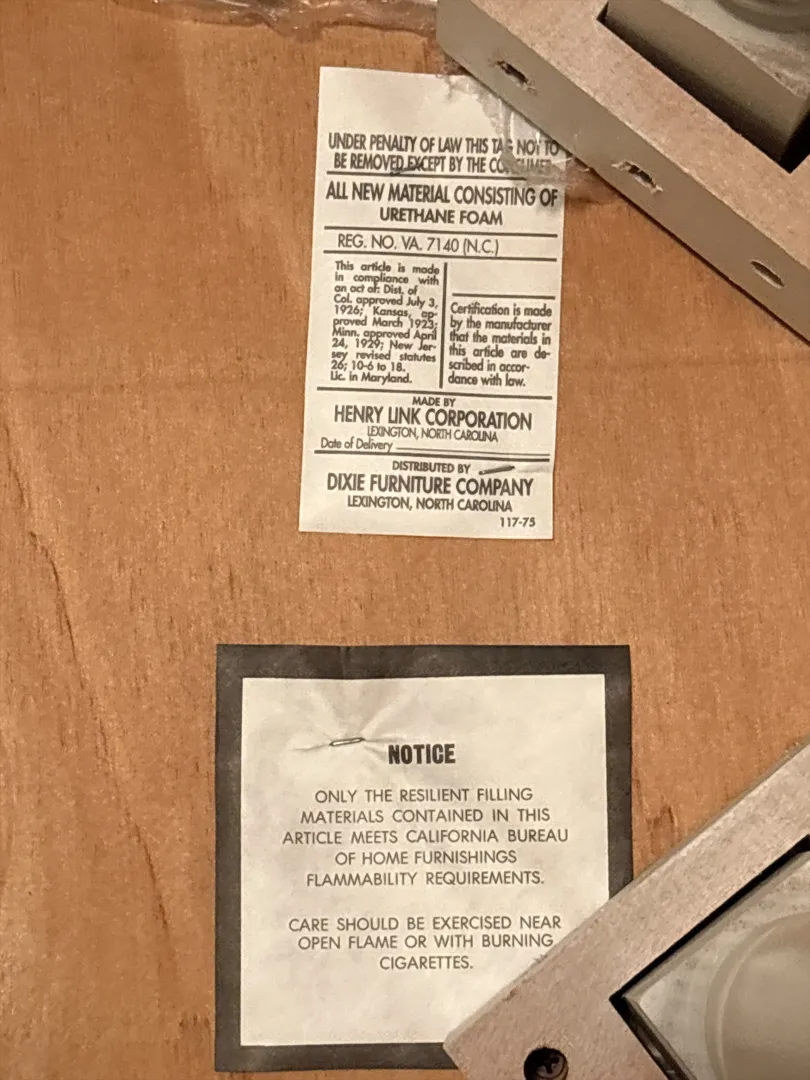 UNDER PENALTY OF LAW THIS TAG NOT TO
BE REMOVED EXCEPT BY THE CONSUMER
ALL NEW MATERIAL CONSISTING OF
URETHANE FOAM
REG. NO. VA. 7140 (N.C.)
This article is made
in compliance with
an act of: Dist. of
Col. approved July 3,
1926; Kansas, ap-
proved March 1923;
Minn. approved April
24, 1929; New Jer-
sey revised statutes
26; 10-6 to 18.
Lic. in Maryland.
Certification is made
by the manufacturer
that the materials in
this article are de-
scribed in accor-
dance with law.
MADE BY
HENRY LINK CORPORATION
LEXINGTON, NORTH CAROLINA
Date of Delivery
DISTRIBUTED BY
DIXIE FURNITURE COMPANY
LEXINGTON, NORTH CAROLINA
117-75
NOTICE
ONLY THE RESILIENT FILLING
MATERIALS CONTAINED IN THIS
ARTICLE MEETS CALIFORNIA BUREAU
OF HOME FURNISHINGS
FLAMMABILITY REQUIREMENTS.
CARE SHOULD BE EXERCISED NEAR
OPEN FLAME OR WITH BURNING
CIGARETTES.